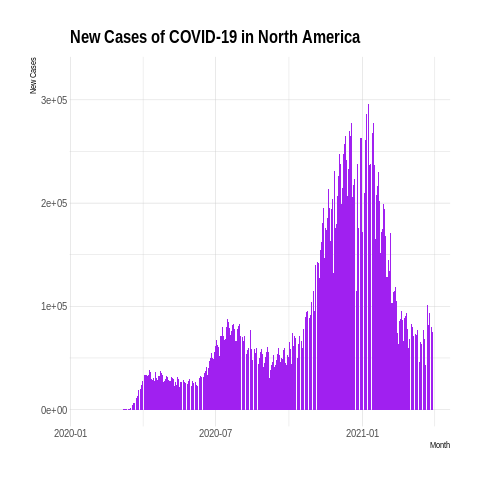 New Cases of COVID-19 in North America
New Cases
3e+05
2e+05
1e+05
0e+00
2020-01
2020-07
2021-01
Month